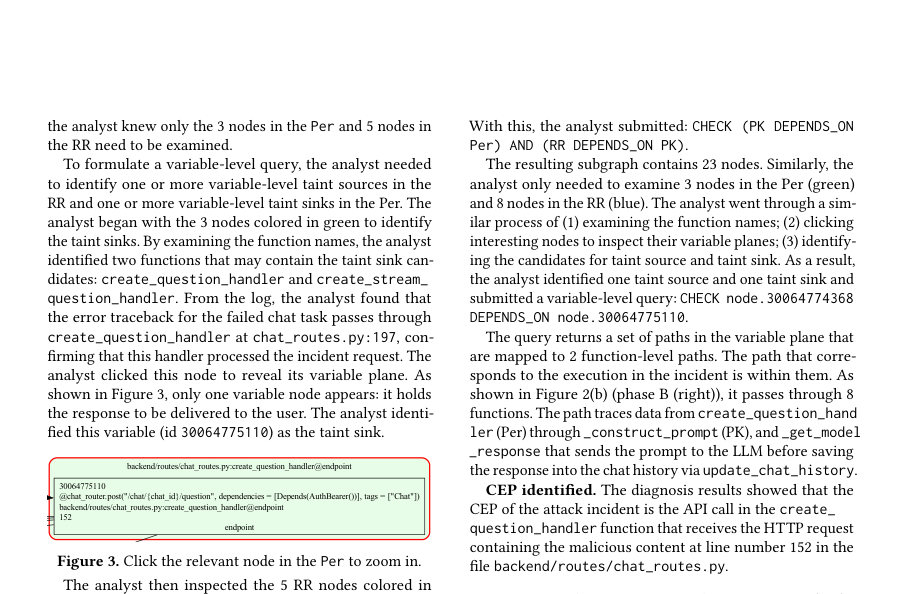 the analyst knew only the 3 nodes in the Per and 5 nodes in
the RR need to be examined.
To formulate a variable-level query, the analyst needed
to identify one or more variable-level taint sources in the
RR and one or more variable-level taint sinks in the Per. The
analyst began with the 3 nodes colored in green to identify
the taint sinks. By examining the function names, the analyst
identified two functions that may contain the taint sink can-
didates: create_question_handler and create_stream_
question_handler. From the log, the analyst found that
the error traceback for the failed chat task passes through
create_question_handler at chat_routes.py:197, con-
firming that this handler processed the incident request. The
analyst clicked this node to reveal its variable plane. As
shown in Figure 3, only one variable node appears: it holds
the response to be delivered to the user. The analyst identi-
fied this variable (id 30064775110) as the taint sink.
backend/routes/chat_routes.py:create_question_handler@endpoint
30064775110
@chat_router.post("/chat/{chat_id}/question", dependencies = [Depends(AuthBearer())], tags = ["Chat"])
backend/routes/chat_routes.py:create_question_handler@endpoint
152
endpoint
Figure 3. Click the relevant node in the Per to zoom in.
The analyst then inspected the 5 RR nodes colored in
With this, the analyst submitted: CHECK (PK DEPENDS_ON
Per) AND (RR DEPENDS_ON PK).
The resulting subgraph contains 23 nodes. Similarly, the
analyst only needed to examine 3 nodes in the Per (green)
and 8 nodes in the RR (blue). The analyst went through a sim-
ilar process of (1) examining the function names; (2) clicking
interesting nodes to inspect their variable planes; (3) identify-
ing the candidates for taint source and taint sink. As a result,
the analyst identified one taint source and one taint sink and
submitted a variable-level query: CHECK node.30064774368
DEPENDS_ON node.30064775110.
The query returns a set of paths in the variable plane that
are mapped to 2 function-level paths. The path that corre-
sponds to the execution in the incident is within them. As
shown in Figure 2(b) (phase B (right)), it passes through 8
functions. The path traces data from create_question_hand
ler (Per) through _construct_prompt (PK), and _get_model
_response that sends the prompt to the LLM before saving
the response into the chat history via update_chat_history.
CEP identified. The diagnosis results showed that the
CEP of the attack incident is the API call in the create_
question_handler function that receives the HTTP request
containing the malicious content at line number 152 in the
file backend/routes/chat_routes.py.